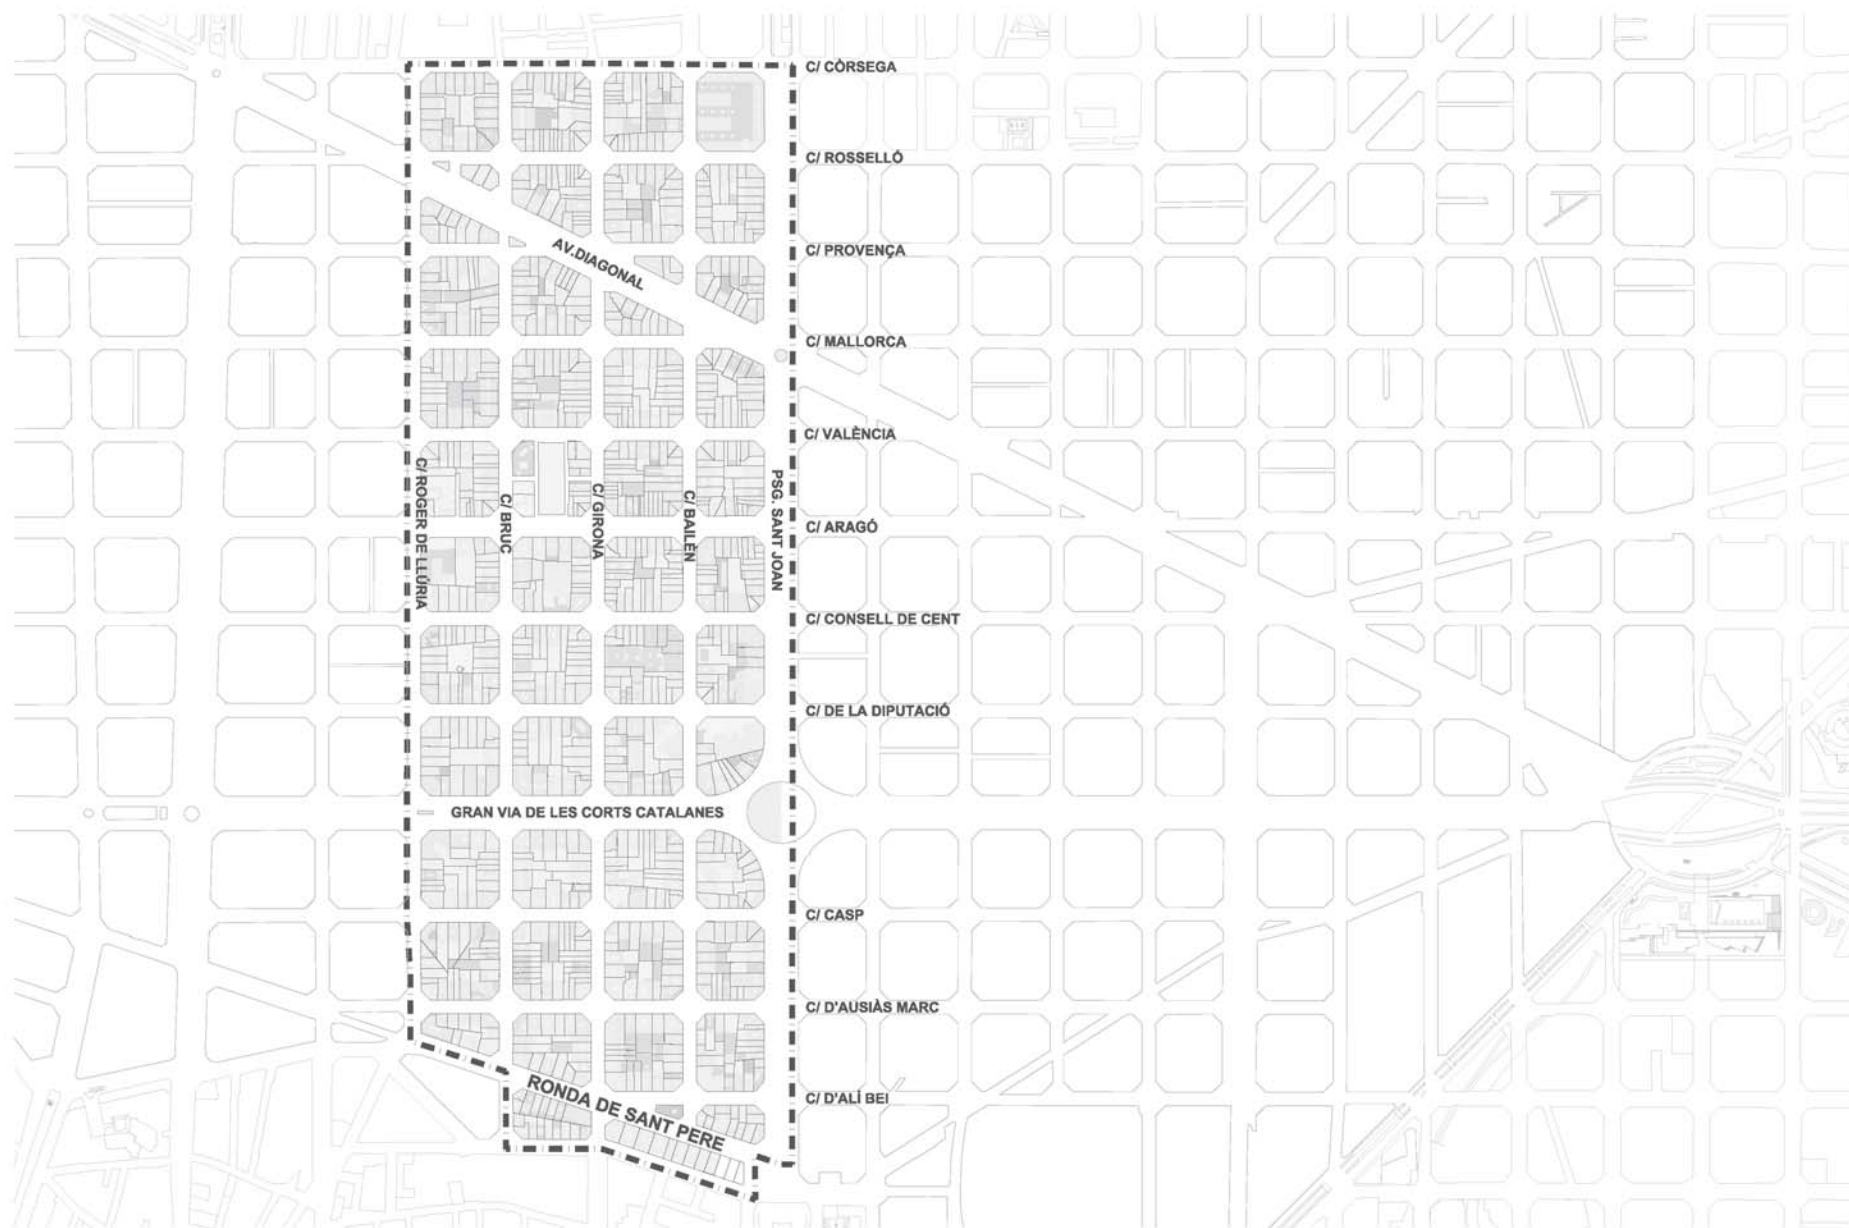 C/ CÒRSEGA
C/ ROSSELLÓ
AV.DIAGONAL
C/ PROVENÇA
C/ MALLORCA
C/ VALÈNCIA
C/ ROGER DE LLÚRIA
C/ BRUC
C/ GIRONA
C/ BAILÈN
PSG. SANT JOAN
C/ ARAGÓ
C/ CONSELL DE CENT
C/ DE LA DIPUTACIÓ
GRAN VIA DE LES CORTS CATALANES
C/ CASP
C/ D'AUSIÀS MARC
C/ D'ALÍ BEI
RONDA DE SANT PERE